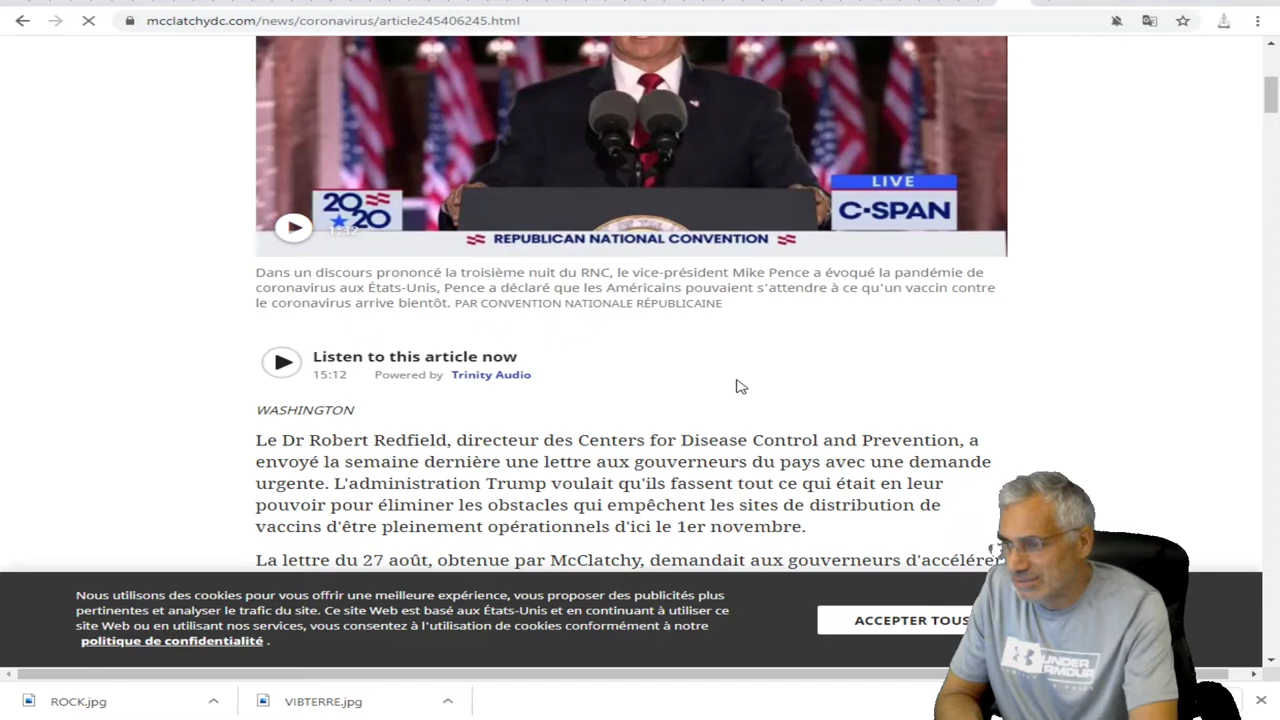 mcclatchydc.com/news/coronavirus/article245406245.html
LIVE
20
20
C-SPAN
1:32
REPUBLICAN NATIONAL CONVENTION
Dans un discours prononcé la troisième nuit du RNC, le vice-président Mike Pence a évoqué la pandémie de
coronavirus aux États-Unis, Pence a déclaré que les Américains pouvaient s'attendre à ce qu'un vaccin contre
le coronavirus arrive bientôt. PAR CONVENTION NATIONALE RÉPUBLICAINE
Listen to this article now
15:12 Powered by Trinity Audio
WASHINGTON
Le Dr Robert Redfield, directeur des Centers for Disease Control and Prevention, a
envoyé la semaine dernière une lettre aux gouverneurs du pays avec une demande
urgente. L'administration Trump voulait qu'ils fassent tout ce qui était en leur
pouvoir pour éliminer les obstacles qui empêchent les sites de distribution de
vaccins d'être pleinement opérationnels d'ici le 1er novembre.
La lettre du 27 août, obtenue par McClatchy, demandait aux gouverneurs d'accélérer
Nous utilisons des cookies pour vous offrir une meilleure expérience, vous proposer des publicités plus
pertinentes et analyser le trafic du site. Ce site Web est basé aux États-Unis et en continuant à utiliser ce
site Web ou en utilisant nos services, vous consentez à l'utilisation de cookies conformément à notre
politique de confidentialité .
ACCEPTER TOUS
UNDER
ARMOUR
ROCK.jpg
VIBTERRE.jpg